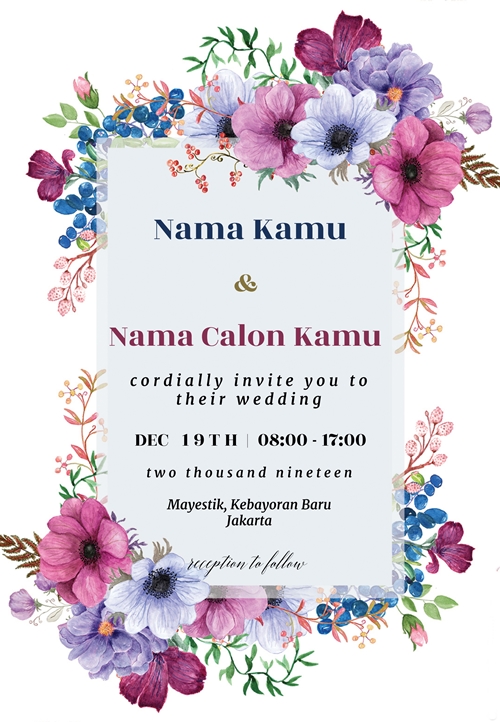 Nama Kamu
&
Nama Calon Kamu
cordially invite you to
their wedding
DEC 19TH | 08:00 - 17:00
two thousand nineteen
Mayestik, Kebayoran Baru
Jakarta
reception to follow